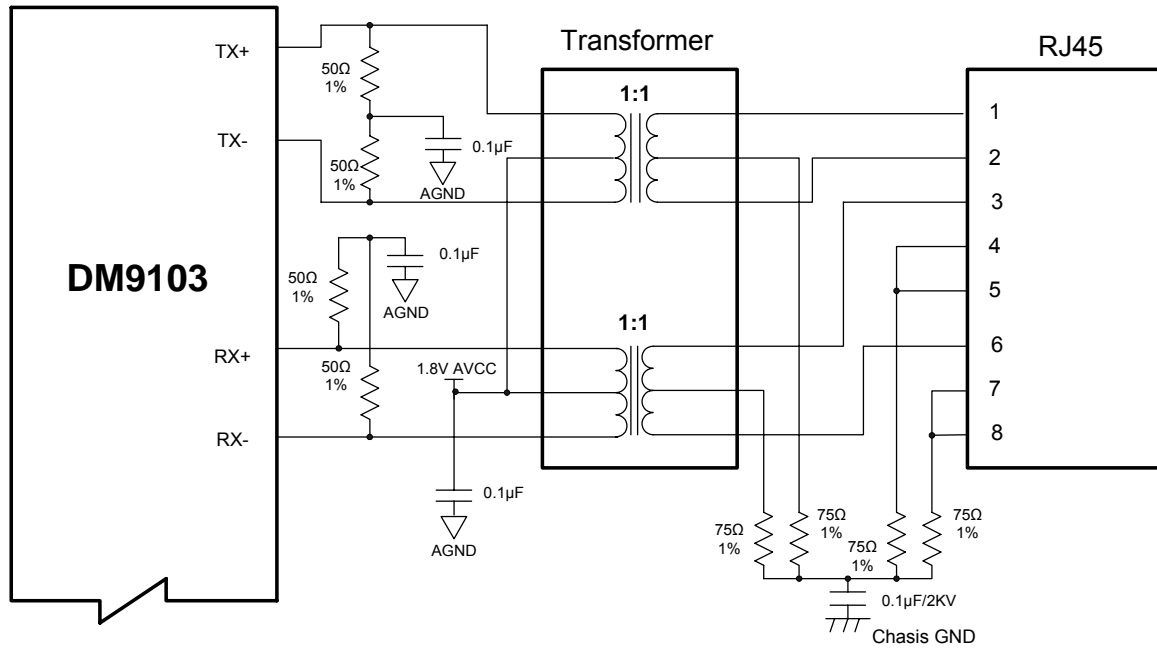 Transformer
RJ45
TX+
50Ω
1%
1:1
1
TX-
0.1µF
2
50Ω
1%
AGND
3
4
0.1µF
DM9103
50Ω
1%
5
AGND
1:1
RX+
6
50Ω
1%
1.8V AVCC
7
RX-
8
0.1µF
75Ω
1%
75Ω
1%
75Ω
1%
75Ω
1%
AGND
0.1µF/2KV
Chasis GND